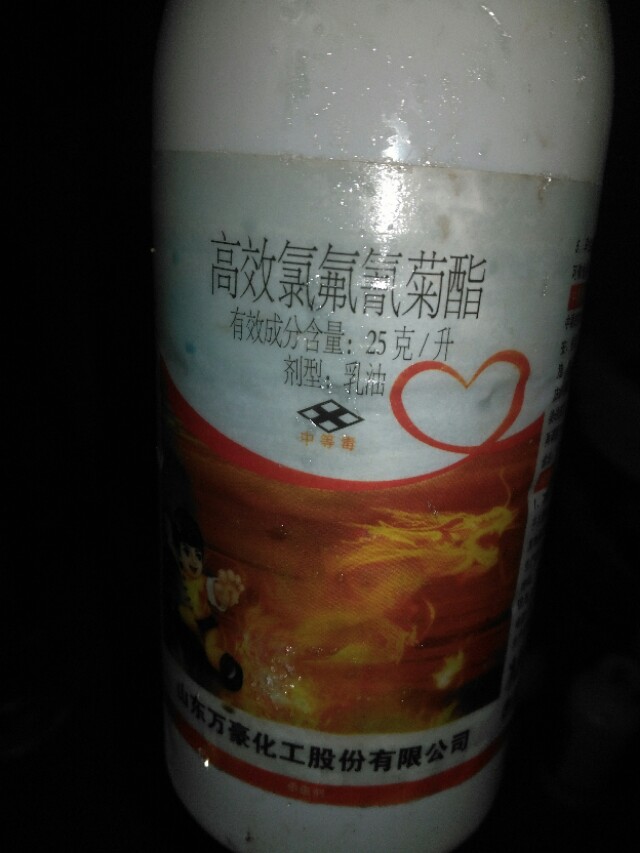 高效氯氟氰菊酯
有效成分含量：25克/升
剂型：乳油
中等毒
山东万豪化工股份有限公司